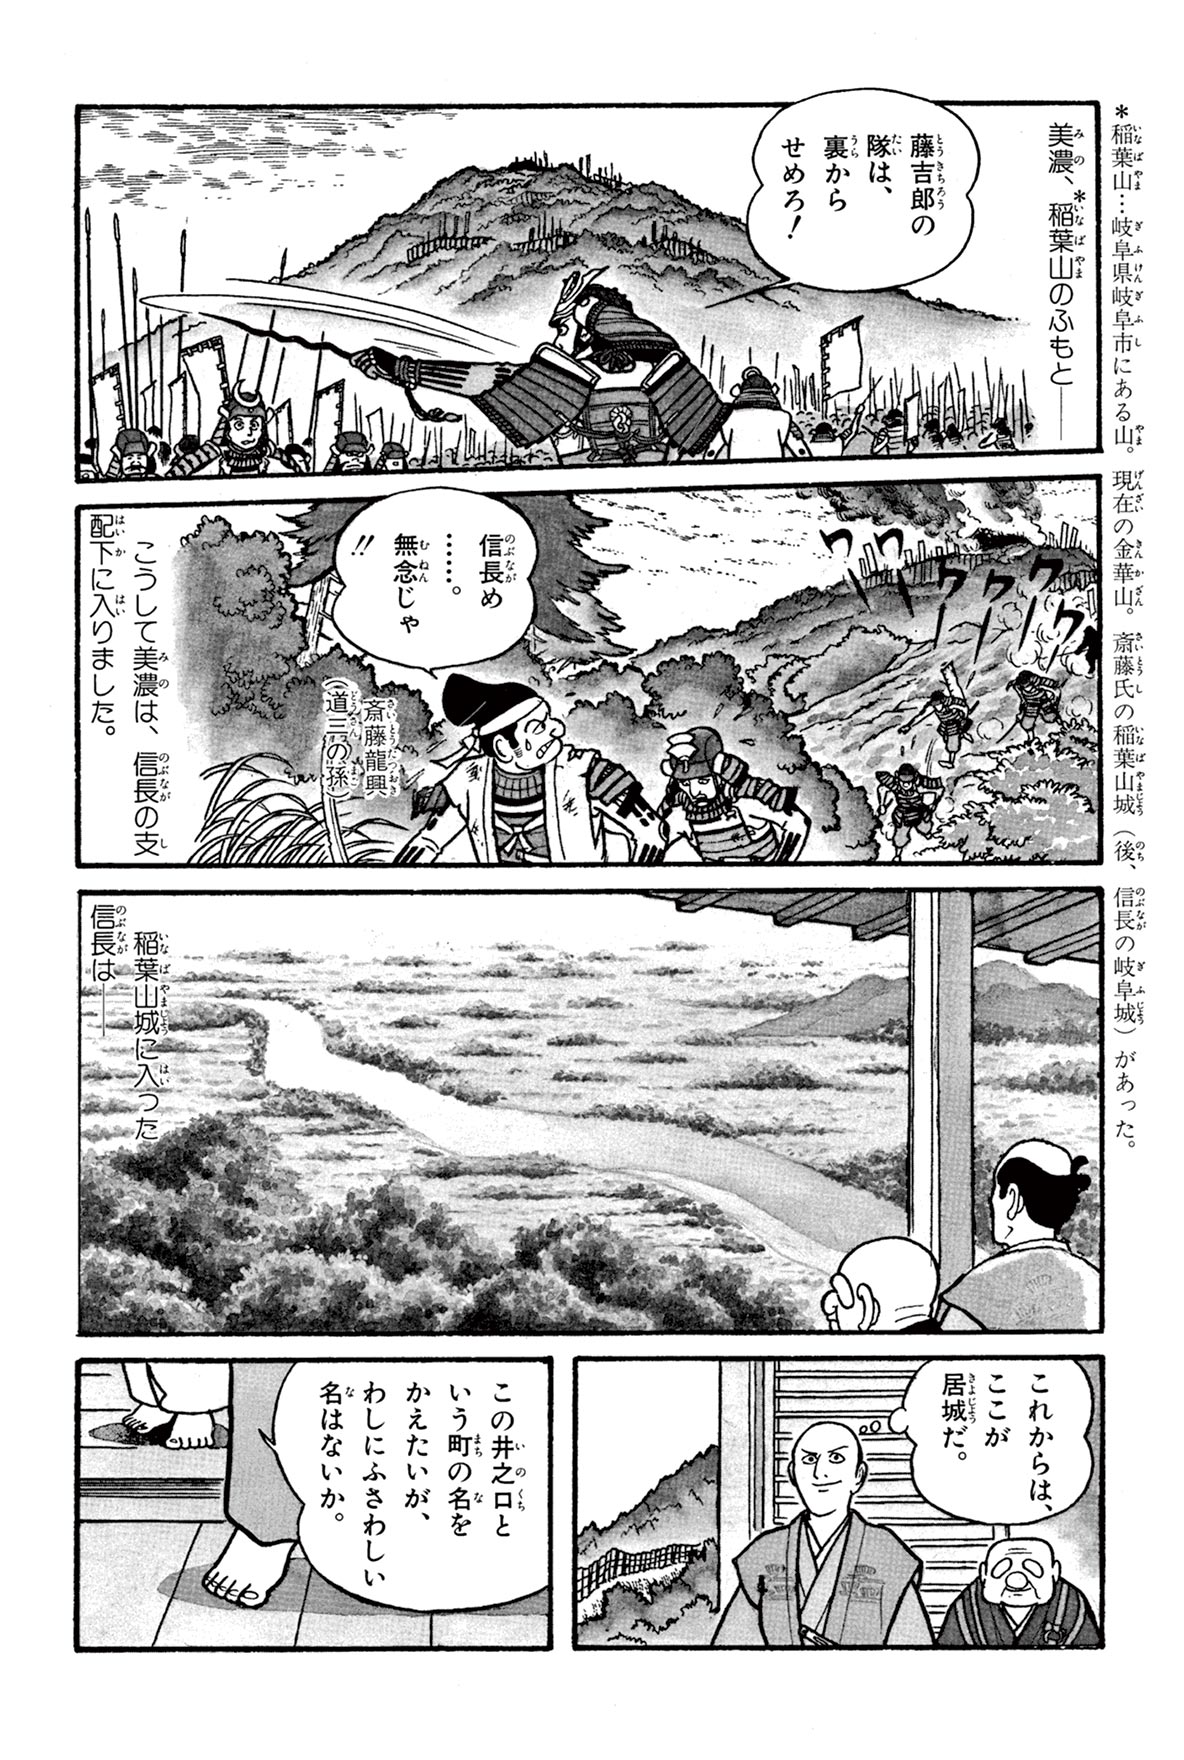 ＊稲葉山…岐阜県岐阜市にある山。現在の金華山。斎藤氏の稲葉山城（後、信長の岐阜城）があった。
美濃、＊稲葉山のふもと――
藤吉郎の
隊は、
裏から
せめろ！
ワー
ワー
ワー
ワー
ワー
信長め
……。
無念じゃ
!!
斎藤龍興
（道三の孫）
こうして美濃は、信長の支
配下に入りました。
稲葉山城に入った
信長は――
これからは、
ここが
居城だ。
この井之口と
いう町の名を
かえたいが、
わしにふさわしい
名はないか。